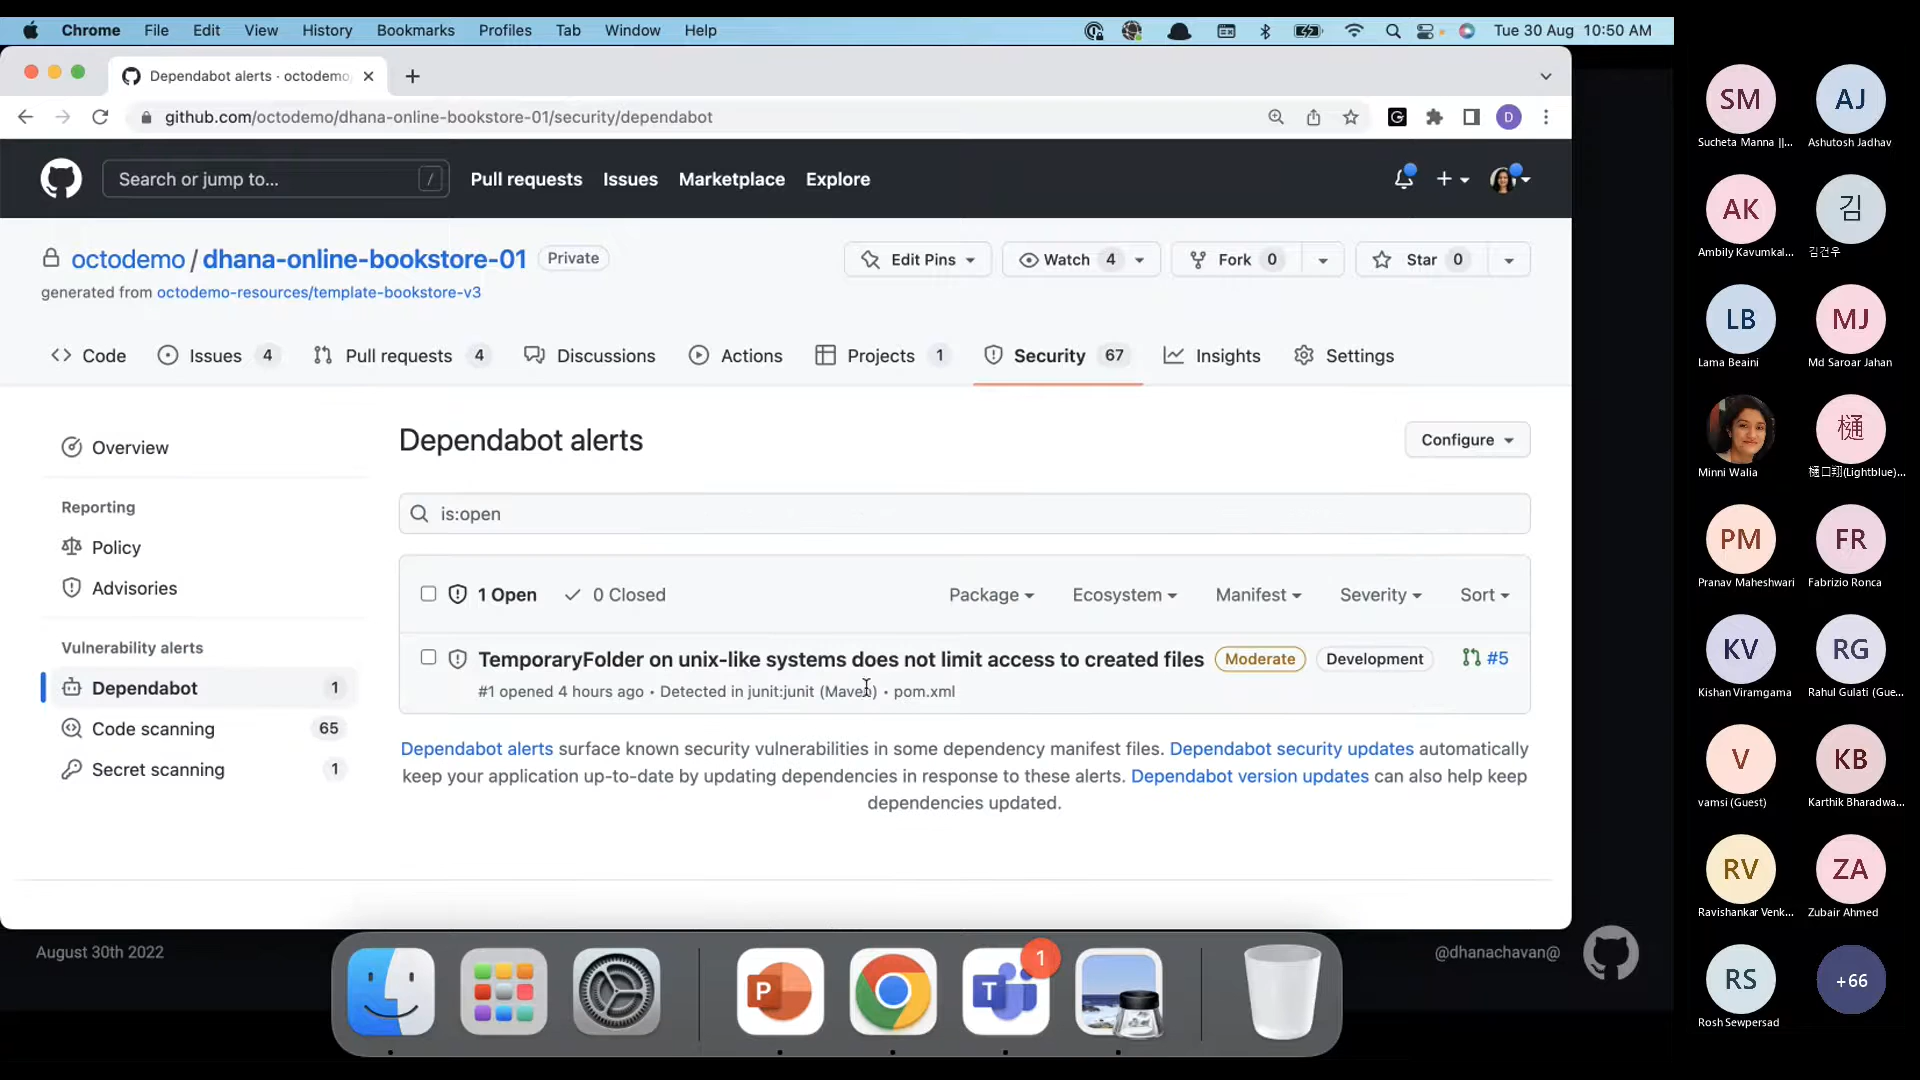 Chrome File Edit View History Bookmarks Profiles Tab Window Help Tue 30 Aug 10:50 AM
Dependabot alerts · octodemo
github.com/octodemo/dhana-online-bookstore-01/security/dependabot
D
Search or jump to... / Pull requests Issues Marketplace Explore
octodemo / dhana-online-bookstore-01 Private
Edit Pins Watch 4 Fork 0 Star 0
generated from octodemo-resources/template-bookstore-v3
Code Issues 4 Pull requests 4 Discussions Actions Projects 1 Security 67 Insights Settings
Overview
Reporting
Policy
Advisories
Vulnerability alerts
Dependabot 1
Code scanning 65
Secret scanning 1
Dependabot alerts
Configure
is:open
1 Open 0 Closed Package Ecosystem Manifest Severity Sort
TemporaryFolder on unix-like systems does not limit access to created files Moderate Development #5
#1 opened 4 hours ago • Detected in junit:junit (Maven) • pom.xml
Dependabot alerts surface known security vulnerabilities in some dependency manifest files. Dependabot security updates automatically
keep your application up-to-date by updating dependencies in response to these alerts. Dependabot version updates can also help keep
dependencies updated.
August 30th 2022
@dhanachavan@
P
T
1
SM AJ
Sucheta Manna ||... Ashutosh Jadhav
AK 김
Ambily Kavumkal... 김건우
LB MJ
Lama Beaini Md Saroar Jahan
樋
Minni Walia 樋口翔(Lightblue)...
PM FR
Pranav Maheshwari Fabrizio Ronca
KV RG
Kishan Viramgama Rahul Gulati (Gue...
V KB
vamsi (Guest) Karthik Bharadwa...
RV ZA
Ravishankar Venk... Zubair Ahmed
RS +66
Rosh Sewpersad